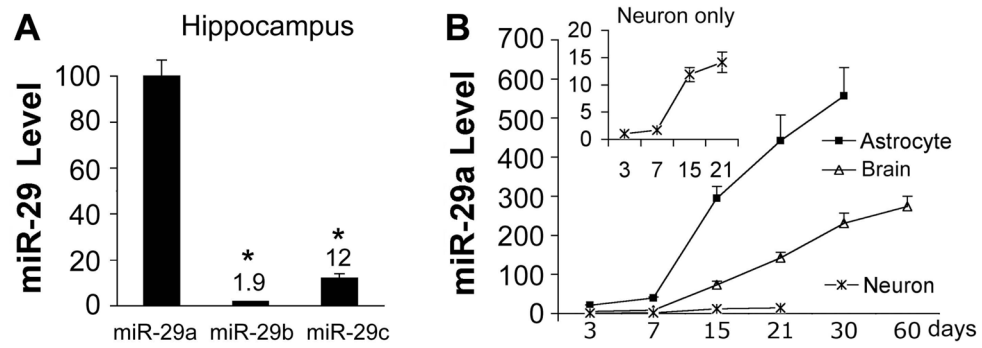 A
Hippocampus
miR-29 Level
100
80
60
40
20
0
*
1.9
*
12
miR-29a
miR-29b
miR-29c
B
miR-29a Level
700
600
500
400
300
200
100
0
Neuron only
20
15
10
5
0
3 7 15 21
Astrocyte
Brain
Neuron
3 7 15 21 30 60 days